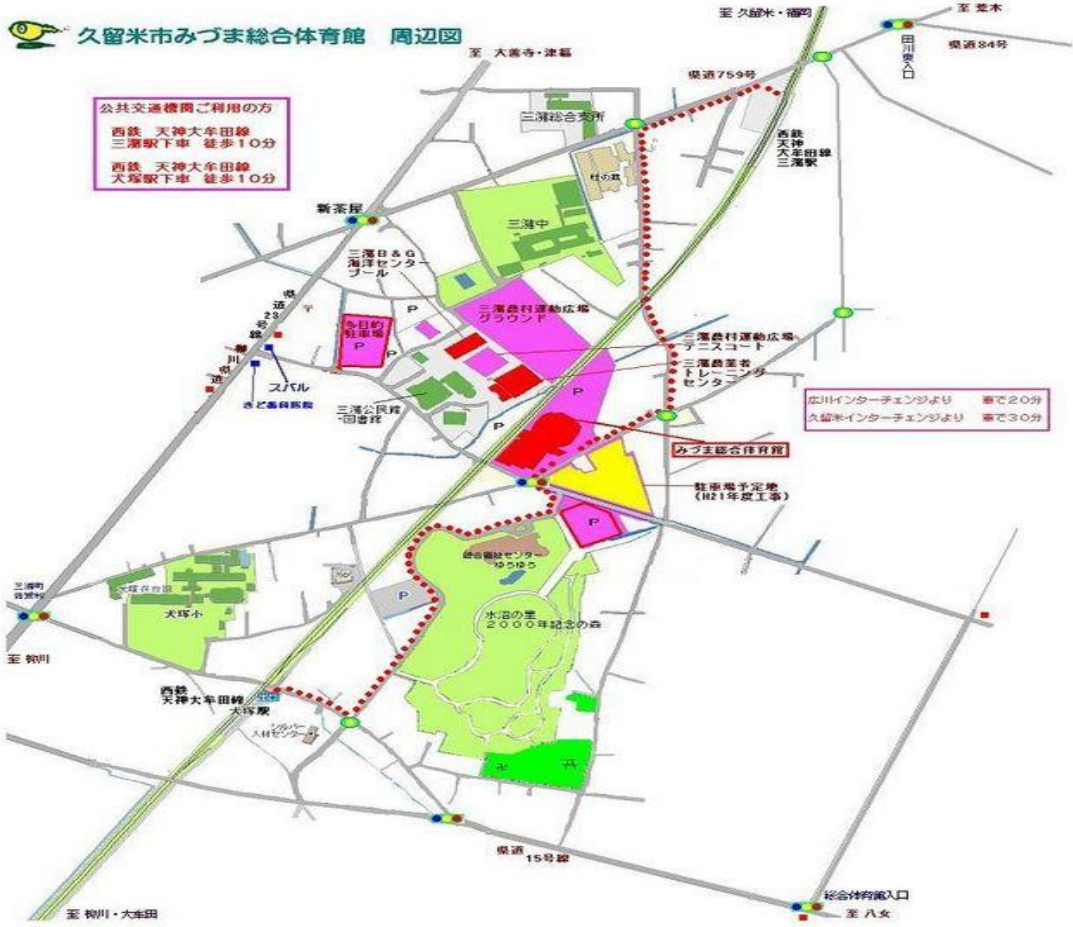 久留米市みづま総合体育館 周辺図
至 久留米・福岡
至 荒木
県道84号
田川東入口
至 大善寺・津福
県道759号
公共交通機関ご利用の方
西鉄 天神大牟田線
三潴駅下車 徒歩10分
西鉄 天神大牟田線
犬塚駅下車 徒歩10分
三潴総合支所
西鉄
天神
大牟田線
三潴駅
新茶屋
三潴中
三潴B&G
海洋センター
プール
県道23号線
P
三潴農村運動広場
グラウンド
多目的
駐車場
P
P
三潴農村運動広場
テニスコート
三潴農業者
トレーニング
センター
スバル
P
三潴公民館
・図書館
P
広川インターチェンジより 車で20分
久留米インターチェンジより 車で30分
みづま総合体育館
駐車場予定地
(H21年度工事)
P
総合福祉センター
ゆうゆう
P
犬塚小
水沼の里
2000年記念の森
至 柳川
西鉄
天神大牟田線
犬塚駅
シルバー
人材センター
卍
県道
15号線
総合体育館入口
至 柳川・大牟田
至 八女